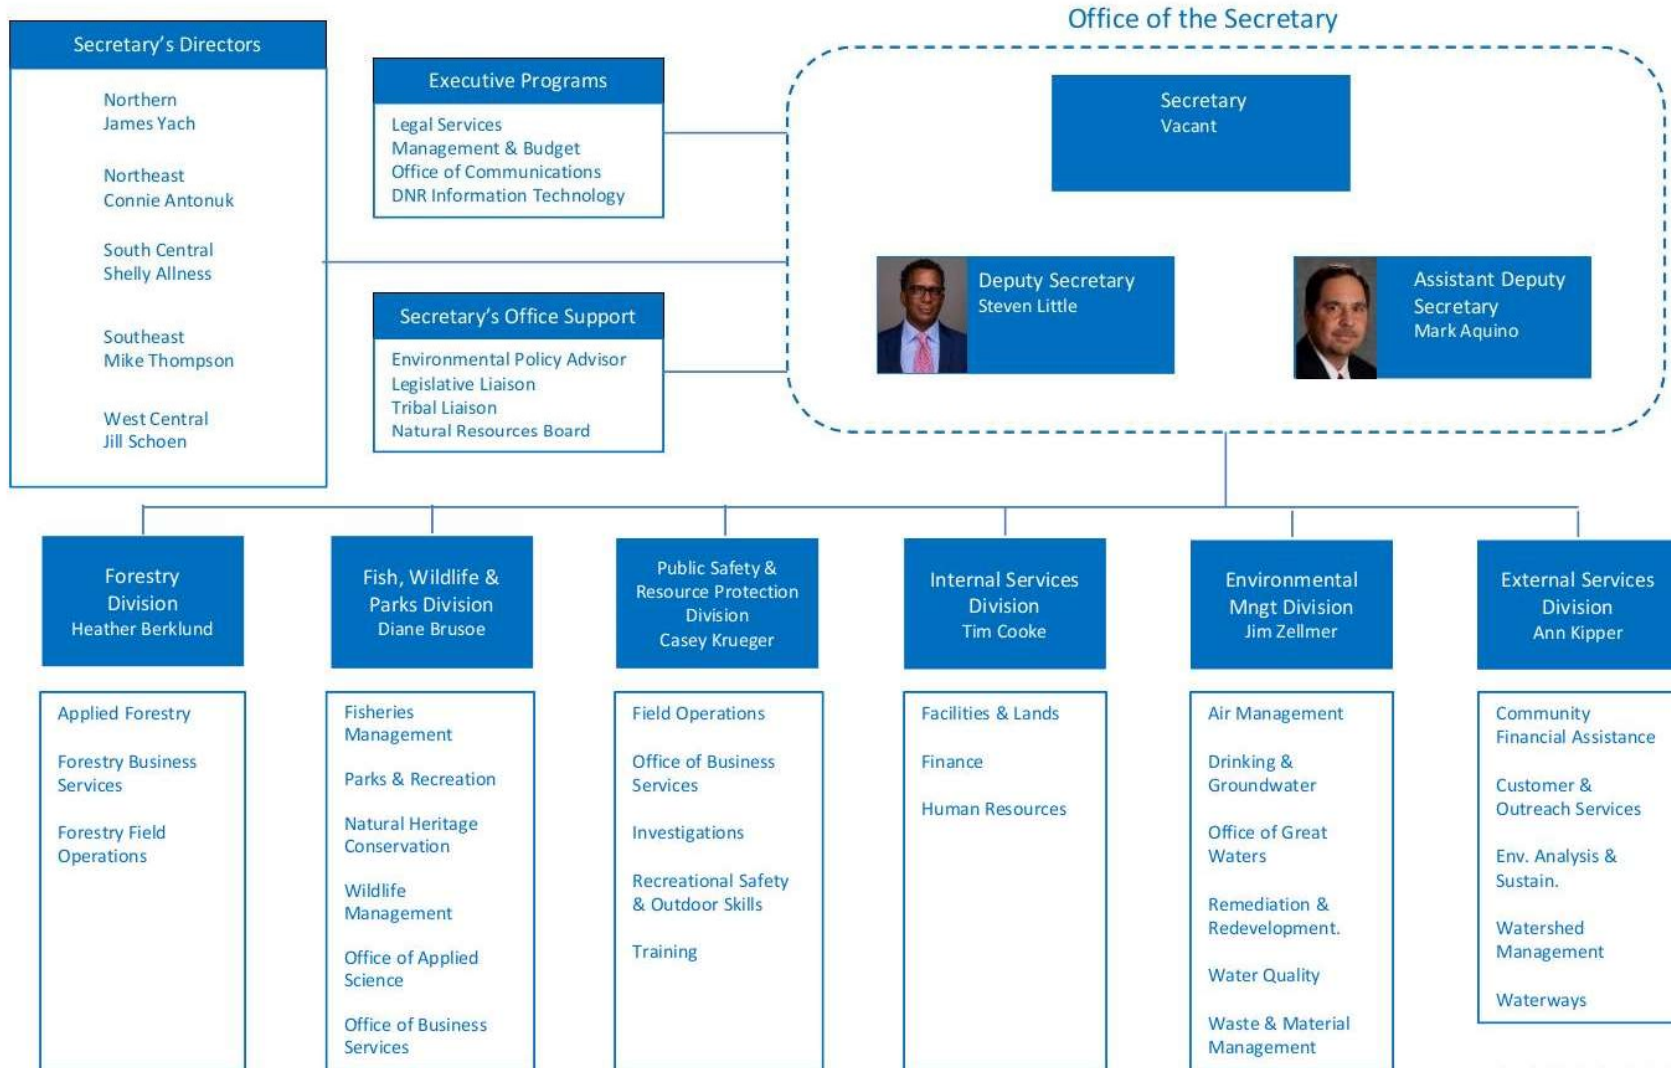 Office of the Secretary
Secretary's Directors
Northern
James Yach
Northeast
Connie Antonuk
South Central
Shelly Allness
Southeast
Mike Thompson
West Central
Jill Schoen
Executive Programs
Legal Services
Management & Budget
Office of Communications
DNR Information Technology
Secretary's Office Support
Environmental Policy Advisor
Legislative Liaison
Tribal Liaison
Natural Resources Board
Secretary
Vacant
Deputy Secretary
Steven Little
Assistant Deputy
Secretary
Mark Aquino
Forestry
Division
Heather Berklund
Applied Forestry
Forestry Business
Services
Forestry Field
Operations
Fish, Wildlife &
Parks Division
Diane Brusoe
Fisheries
Management
Parks & Recreation
Natural Heritage
Conservation
Wildlife
Management
Office of Applied
Science
Office of Business
Services
Public Safety &
Resource Protection
Division
Casey Krueger
Field Operations
Office of Business
Services
Investigations
Recreational Safety
& Outdoor Skills
Training
Internal Services
Division
Tim Cooke
Facilities & Lands
Finance
Human Resources
Environmental
Mngt Division
Jim Zellmer
Air Management
Drinking &
Groundwater
Office of Great
Waters
Remediation &
Redevelopment.
Water Quality
Waste & Material
Management
External Services
Division
Ann Kipper
Community
Financial Assistance
Customer &
Outreach Services
Env. Analysis &
Sustain.
Watershed
Management
Waterways